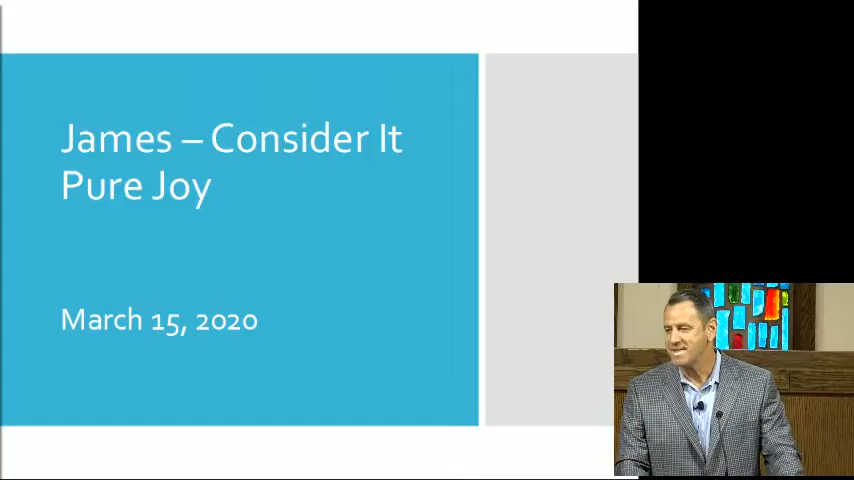 James – Consider It
Pure Joy
March 15, 2020